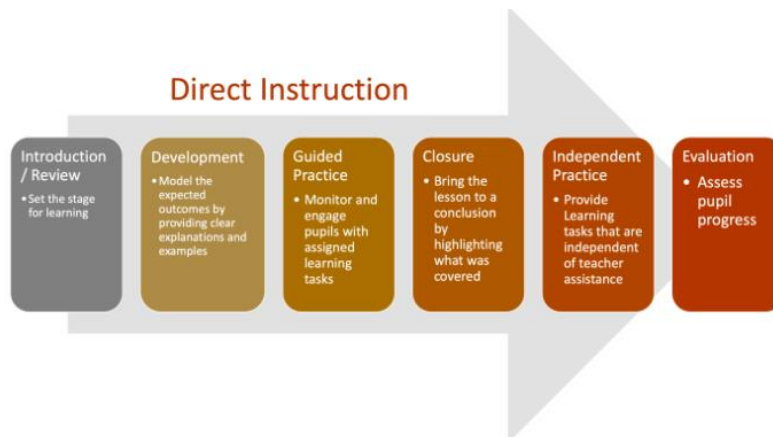 Direct Instruction
Introduction
/ Review
• Set the stage
for learning
Development
• Model the
expected
outcomes by
providing clear
explanations and
examples
Guided
Practice
• Monitor and
engage
pupils with
assigned
learning
tasks
Closure
• Bring the
lesson to a
conclusion
by
highlighting
what was
covered
Independent
Practice
• Provide
Learning
tasks that are
independent
of teacher
assistance
Evaluation
• Assess
pupil
progress